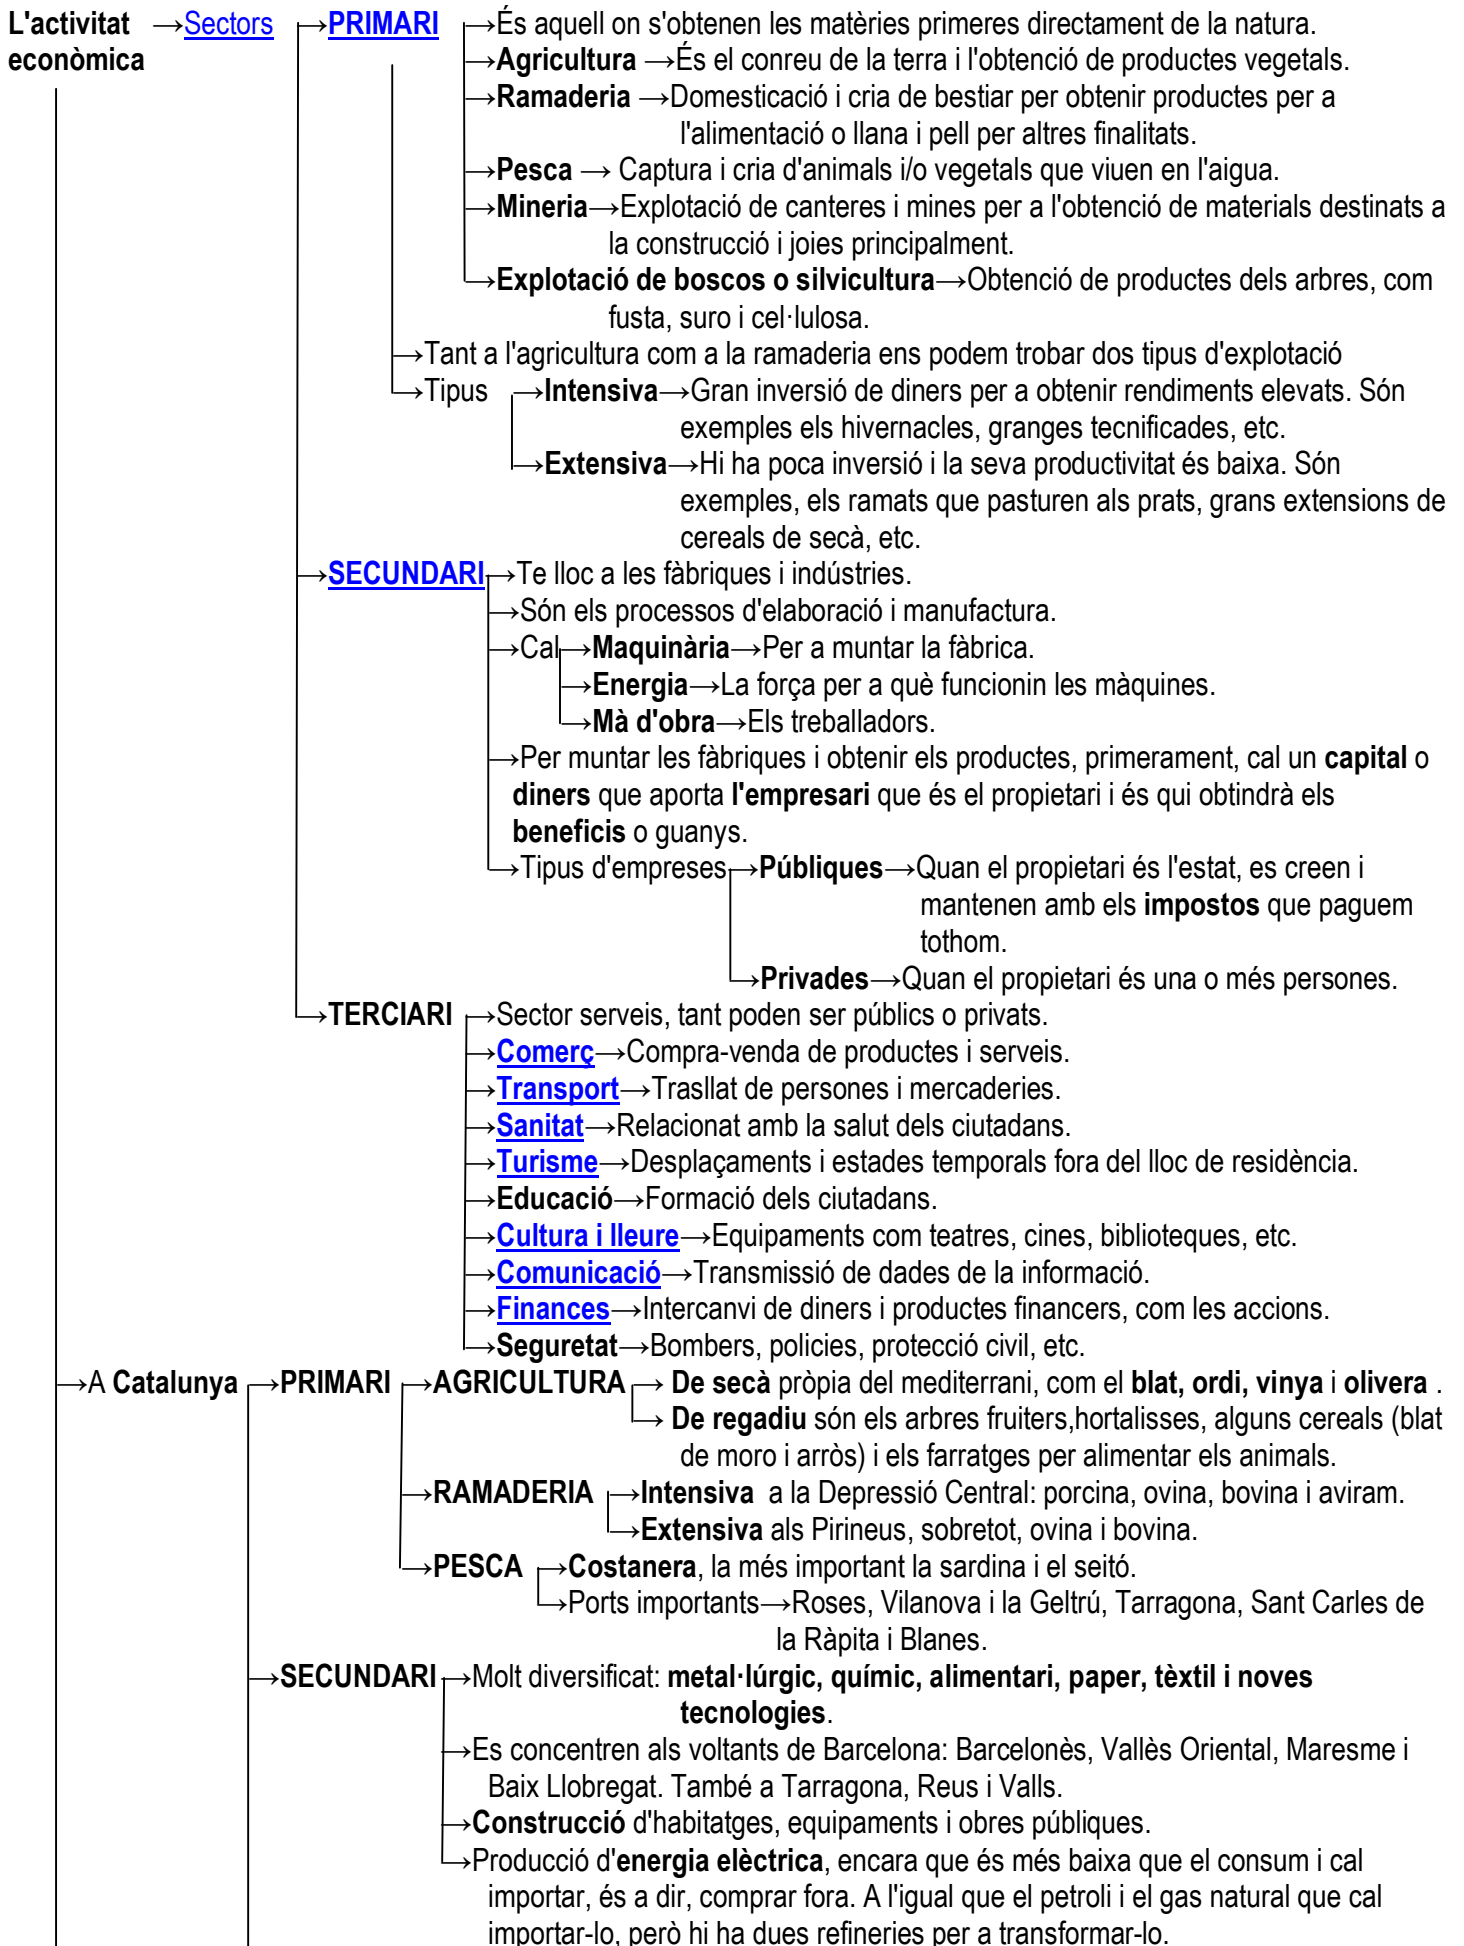 L'activitat →Sectors →PRIMARI →És aquell on s'obtenen les matèries primeres directament de la natura.
econòmica →Agricultura →És el conreu de la terra i l'obtenció de productes vegetals.
→Ramaderia →Domesticació i cria de bestiar per obtenir productes per a
l'alimentació o llana i pell per altres finalitats.
→Pesca → Captura i cria d'animals i/o vegetals que viuen en l'aigua.
→Mineria→Explotació de canteres i mines per a l'obtenció de materials destinats a
la construcció i joies principalment.
→Explotació de boscos o silvicultura→Obtenció de productes dels arbres, com
fusta, suro i cel·lulosa.
→Tant a l'agricultura com a la ramaderia ens podem trobar dos tipus d'explotació
→Tipus →Intensiva→Gran inversió de diners per a obtenir rendiments elevats. Són
exemples els hivernacles, granges tecnificades, etc.
→Extensiva→Hi ha poca inversió i la seva productivitat és baixa. Són
exemples, els ramats que pasturen als prats, grans extensions de
cereals de secà, etc.
→SECUNDARI→Te lloc a les fàbriques i indústries.
→Són els processos d'elaboració i manufactura.
→Cal→Maquinària→Per a muntar la fàbrica.
→Energia→La força per a què funcionin les màquines.
→Mà d'obra→Els treballadors.
→Per muntar les fàbriques i obtenir els productes, primerament, cal un capital o
diners que aporta l'empresari que és el propietari i és qui obtindrà els
beneficis o guanys.
→Tipus d'empreses→Públiques→Quan el propietari és l'estat, es creen i
mantenen amb els impostos que paguem
tothom.
→Privades→Quan el propietari és una o més persones.
→TERCIARI →Sector serveis, tant poden ser públics o privats.
→Comerç→Compra-venda de productes i serveis.
→Transport→Trasllat de persones i mercaderies.
→Sanitat→Relacionat amb la salut dels ciutadans.
→Turisme→Desplaçaments i estades temporals fora del lloc de residència.
→Educació→Formació dels ciutadans.
→Cultura i lleure→Equipaments com teatres, cines, biblioteques, etc.
→Comunicació→Transmissió de dades de la informació.
→Finances→Intercanvi de diners i productes financers, com les accions.
→Seguretat→Bombers, policies, protecció civil, etc.
→A Catalunya →PRIMARI →AGRICULTURA → De secà pròpia del mediterrani, com el blat, ordi, vinya i olivera .
→ De regadiu són els arbres fruiters,hortalisses, alguns cereals (blat
de moro i arròs) i els farratges per alimentar els animals.
→RAMADERIA →Intensiva a la Depressió Central: porcina, ovina, bovina i aviram.
→Extensiva als Pirineus, sobretot, ovina i bovina.
→PESCA →Costanera, la més important la sardina i el seitó.
→Ports importants→Roses, Vilanova i la Geltrú, Tarragona, Sant Carles de
la Ràpita i Blanes.
→SECUNDARI →Molt diversificat: metal·lúrgic, químic, alimentari, paper, tèxtil i noves
tecnologies.
→Es concentren als voltants de Barcelona: Barcelonès, Vallès Oriental, Maresme i
Baix Llobregat. També a Tarragona, Reus i Valls.
→Construcció d'habitatges, equipaments i obres públiques.
→Producció d'energia elèctrica, encara que és més baixa que el consum i cal
importar, és a dir, comprar fora. A l'igual que el petroli i el gas natural que cal
importar-lo, però hi ha dues refineries per a transformar-lo.